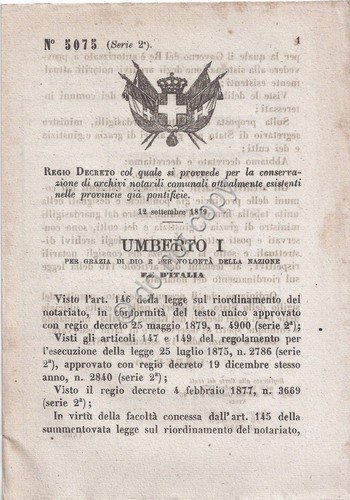 N° 5075 (Serie 2ª).
1
REGIO DECRETO col quale si provvede per la conserva-
zione di archivi notarili comunali attualmente esistenti
nelle provincie già pontificie.
12 settembre 1879
UMBERTO I
PER GRAZIA DI DIO E PER VOLONTÀ DELLA NAZIONE
RE D'ITALIA
Visto l'art. 146 della legge sul riordinamento del
notariato, in conformità del testo unico approvato
con regio decreto 25 maggio 1879, n. 4900 (serie 2ª);
Visti gli articoli 147 e 149 del regolamento per
l'esecuzione della legge 25 luglio 1875, n. 2786 (serie
2ª), approvato con regio decreto 19 dicembre stesso
anno, n. 2840 (serie 2ª);
Visto il regio decreto 4 febbraio 1877, n. 3669
(serie 2ª);
In virtù della facoltà concessa dall'art. 145 della
summentovata legge sul riordinamento del notariato,